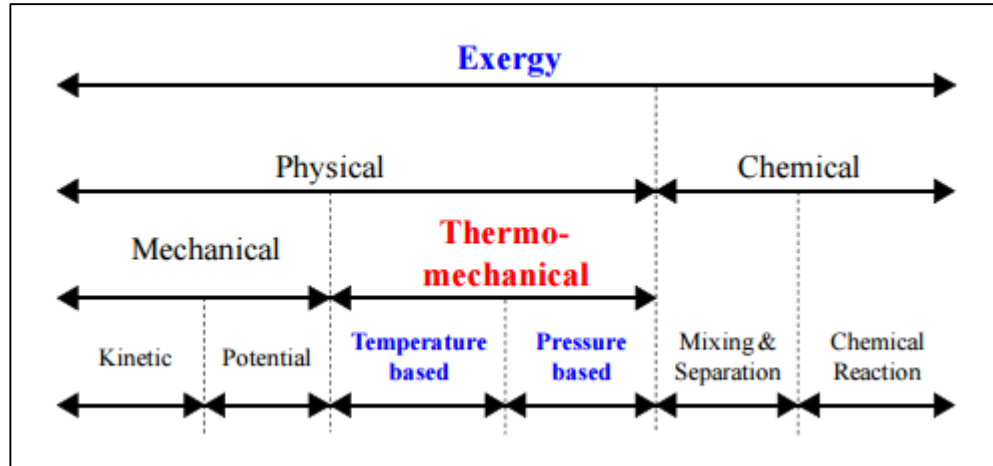 Exergy
Physical
Chemical
Mechanical
Thermo-
mechanical
Kinetic
Potential
Temperature
based
Pressure
based
Mixing &
Separation
Chemical
Reaction